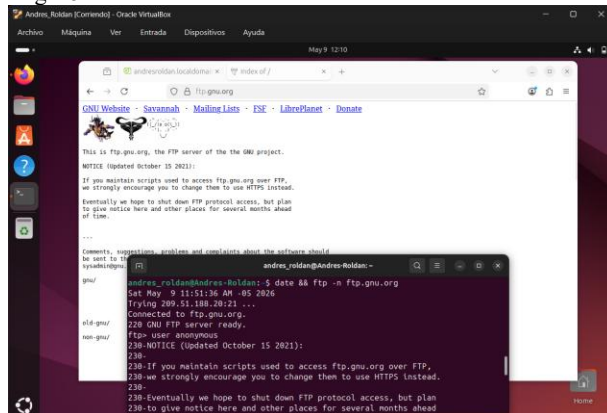 Andres_Roldan [Corriendo] - Oracle VirtualBox
Archivo Máquina Ver Entrada Dispositivos Ayuda
May 9 12:10
andresroldan.localdomai
Index of /
ftp.gnu.org
GNU Website - Savannah - Mailing Lists - FSF - LibrePlanet - Donate
This is ftp.gnu.org, the FTP server of the the GNU project.
NOTICE (Updated October 15 2021):
If you maintain scripts used to access ftp.gnu.org over FTP,
we strongly encourage you to change them to use HTTPS instead.
Eventually we hope to shut down FTP protocol access, but plan
to give notice here and other places for several months ahead
of time.
---
Comments, suggestions, problems and complaints about the software should
be sent to th
sysadmin@gnu.
gnu/
old-gnu/
non-gnu/
andres_roldan@Andres-Roldan: ~
andres_roldan@Andres-Roldan:~$ date && ftp -n ftp.gnu.org
Sat May  9 11:51:36 AM -05 2026
Trying 209.51.188.20:21 ...
Connected to ftp.gnu.org.
220 GNU FTP server ready.
ftp> user anonymous
230-NOTICE (Updated October 15 2021):
230-
230-If you maintain scripts used to access ftp.gnu.org over FTP,
230-we strongly encourage you to change them to use HTTPS instead.
230-
230-Eventually we hope to shut down FTP protocol access, but plan
230-to give notice here and other places for several months ahead
Home